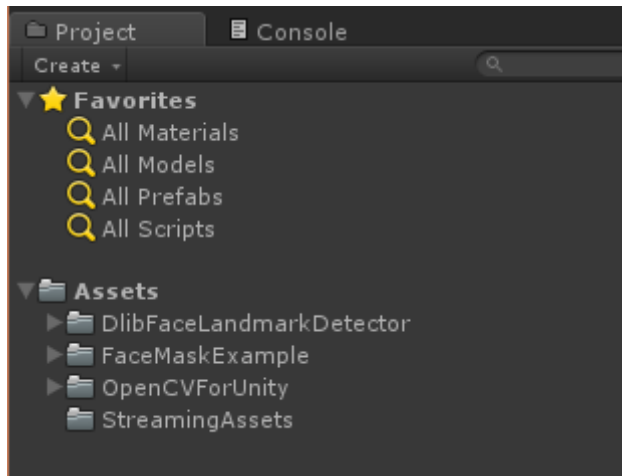 Project Console
Create
Favorites
All Materials
All Models
All Prefabs
All Scripts
Assets
DlibFaceLandmarkDetector
FaceMaskExample
OpenCVForUnity
StreamingAssets